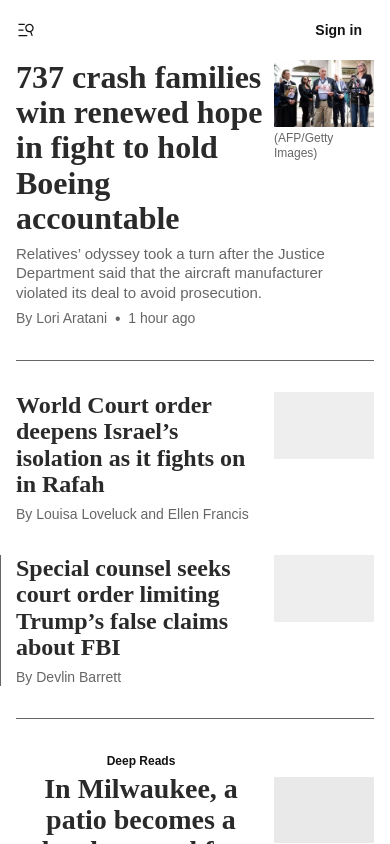 Sign in
737 crash families
win renewed hope
in fight to hold
Boeing
accountable
(AFP/Getty
Images)
Relatives’ odyssey took a turn after the Justice
Department said that the aircraft manufacturer
violated its deal to avoid prosecution.
By Lori Aratani • 1 hour ago
World Court order
deepens Israel’s
isolation as it fights on
in Rafah
By Louisa Loveluck and Ellen Francis
Special counsel seeks
court order limiting
Trump’s false claims
about FBI
By Devlin Barrett
Deep Reads
In Milwaukee, a
patio becomes a